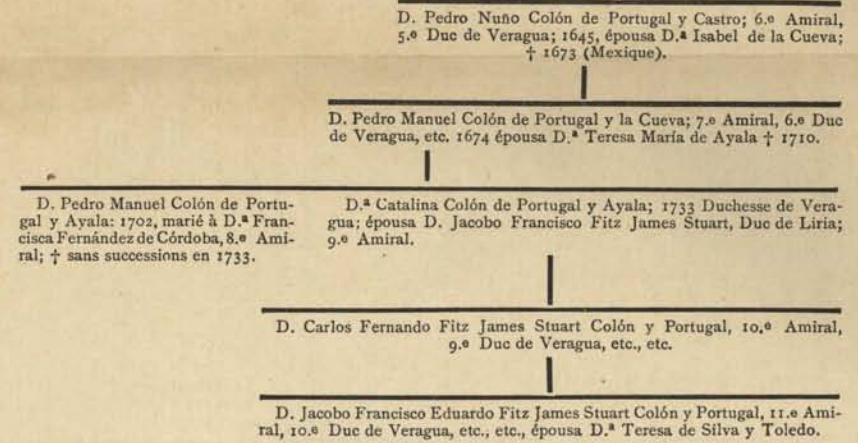 D. Pedro Nuño Colón de Portugal y Castro; 6.º Amiral,
5.º Duc de Veragua; 1645, épousa D.ª Isabel de la Cueva;
† 1673 (Mexique).
D. Pedro Manuel Colón de Portugal y la Cueva; 7.º Amiral, 6.º Duc
de Veragua, etc. 1674 épousa D.ª Teresa María de Ayala † 1710.
D. Pedro Manuel Colón de Portu-
gal y Ayala: 1702, marié à D.ª Fran-
cisca Fernández de Córdoba, 8.º Ami-
ral; † sans successions en 1733.
D.ª Catalina Colón de Portugal y Ayala; 1733 Duchesse de Vera-
gua; épousa D. Jacobo Francisco Fitz James Stuart, Duc de Liria;
9.º Amiral.
D. Carlos Fernando Fitz James Stuart Colón y Portugal, 10.º Amiral,
9.º Duc de Veragua, etc., etc.
D. Jacobo Francisco Eduardo Fitz James Stuart Colón y Portugal, 11.e Ami-
ral, 10.º Duc de Veragua, etc., etc., épousa D.ª Teresa de Silva y Toledo.